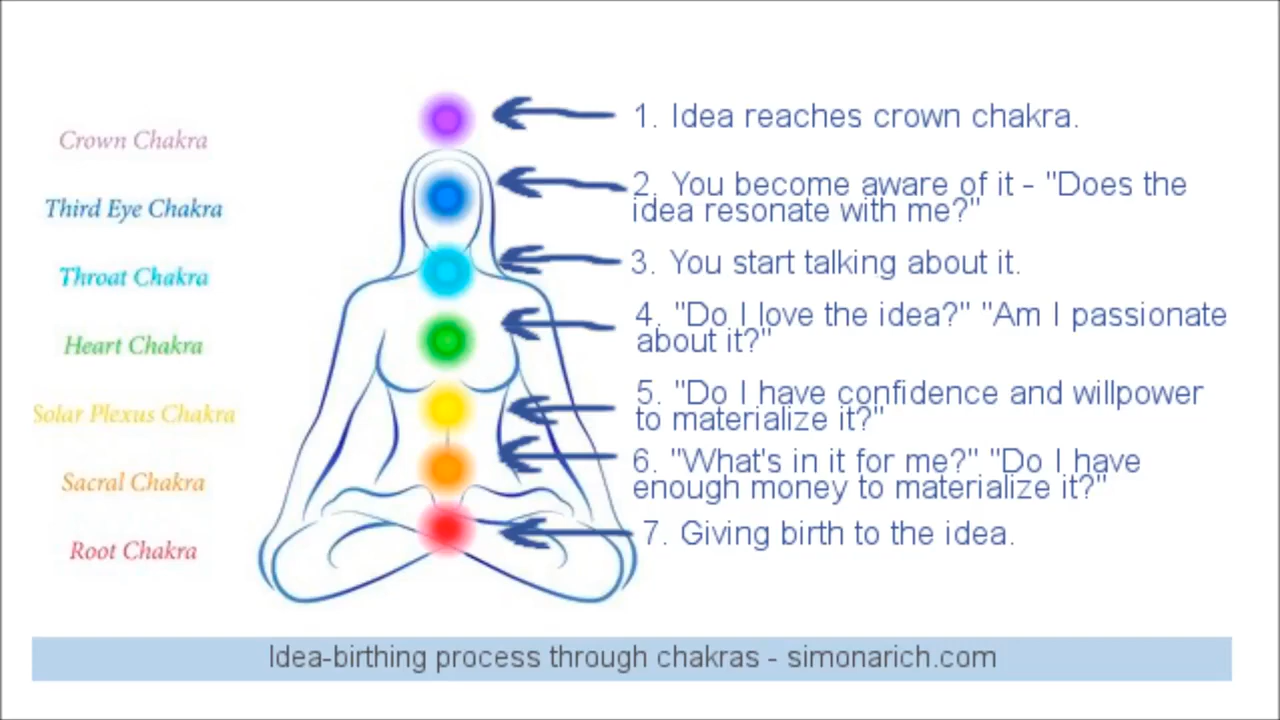 Crown Chakra
Third Eye Chakra
Throat Chakra
Heart Chakra
Solar Plexus Chakra
Sacral Chakra
Root Chakra
1. Idea reaches crown chakra.
2. You become aware of it - "Does the
idea resonate with me?"
3. You start talking about it.
4. "Do I love the idea?" "Am I passionate
about it?"
5. "Do I have confidence and willpower
to materialize it?"
6. "What's in it for me?" "Do I have
enough money to materialize it?"
7. Giving birth to the idea.
Idea-birthing process through chakras - simonarich.com